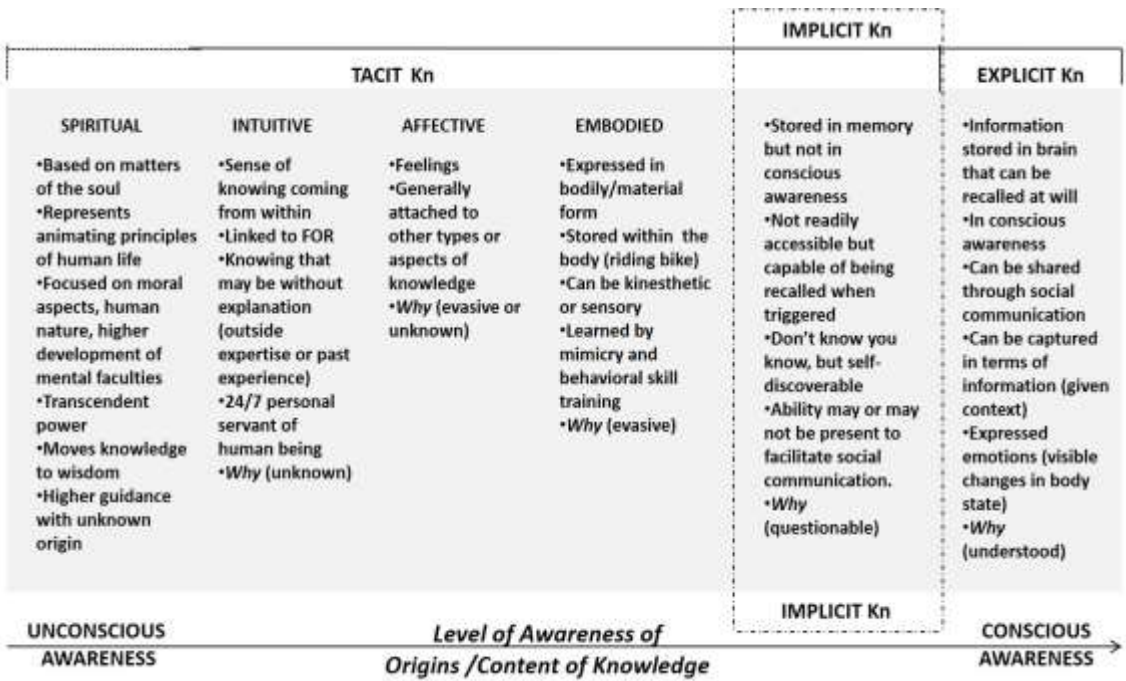 IMPLICIT Kn
TACIT Kn
EXPLICIT Kn
SPIRITUAL
•Based on matters
of the soul
•Represents
animating principles
of human life
•Focused on moral
aspects, human
nature, higher
development of
mental faculties
•Transcendent
power
•Moves knowledge
to wisdom
•Higher guidance
with unknown
origin
INTUITIVE
•Sense of
knowing coming
from within
•Linked to FOR
•Knowing that
may be without
explanation
(outside
expertise or past
experience)
•24/7 personal
servant of
human being
•Why (unknown)
AFFECTIVE
•Feelings
•Generally
attached to
other types or
aspects of
knowledge
•Why (evasive or
unknown)
EMBODIED
•Expressed in
bodily/material
form
•Stored within the
body (riding bike)
•Can be kinesthetic
or sensory
•Learned by
mimicry and
behavioral skill
training
•Why (evasive)
•Stored in memory
but not in
conscious
awareness
•Not readily
accessible but
capable of being
recalled when
triggered
•Don't know you
know, but self-
discoverable
•Ability may or may
not be present to
facilitate social
communication.
•Why
(questionable)
•Information
stored in brain
that can be
recalled at will
•In conscious
awareness
•Can be shared
through social
communication
•Can be captured
in terms of
information (given
context)
•Expressed
emotions (visible
changes in body
state)
•Why
(understood)
IMPLICIT Kn
UNCONSCIOUS
AWARENESS
Level of Awareness of
Origins /Content of Knowledge
CONSCIOUS
AWARENESS